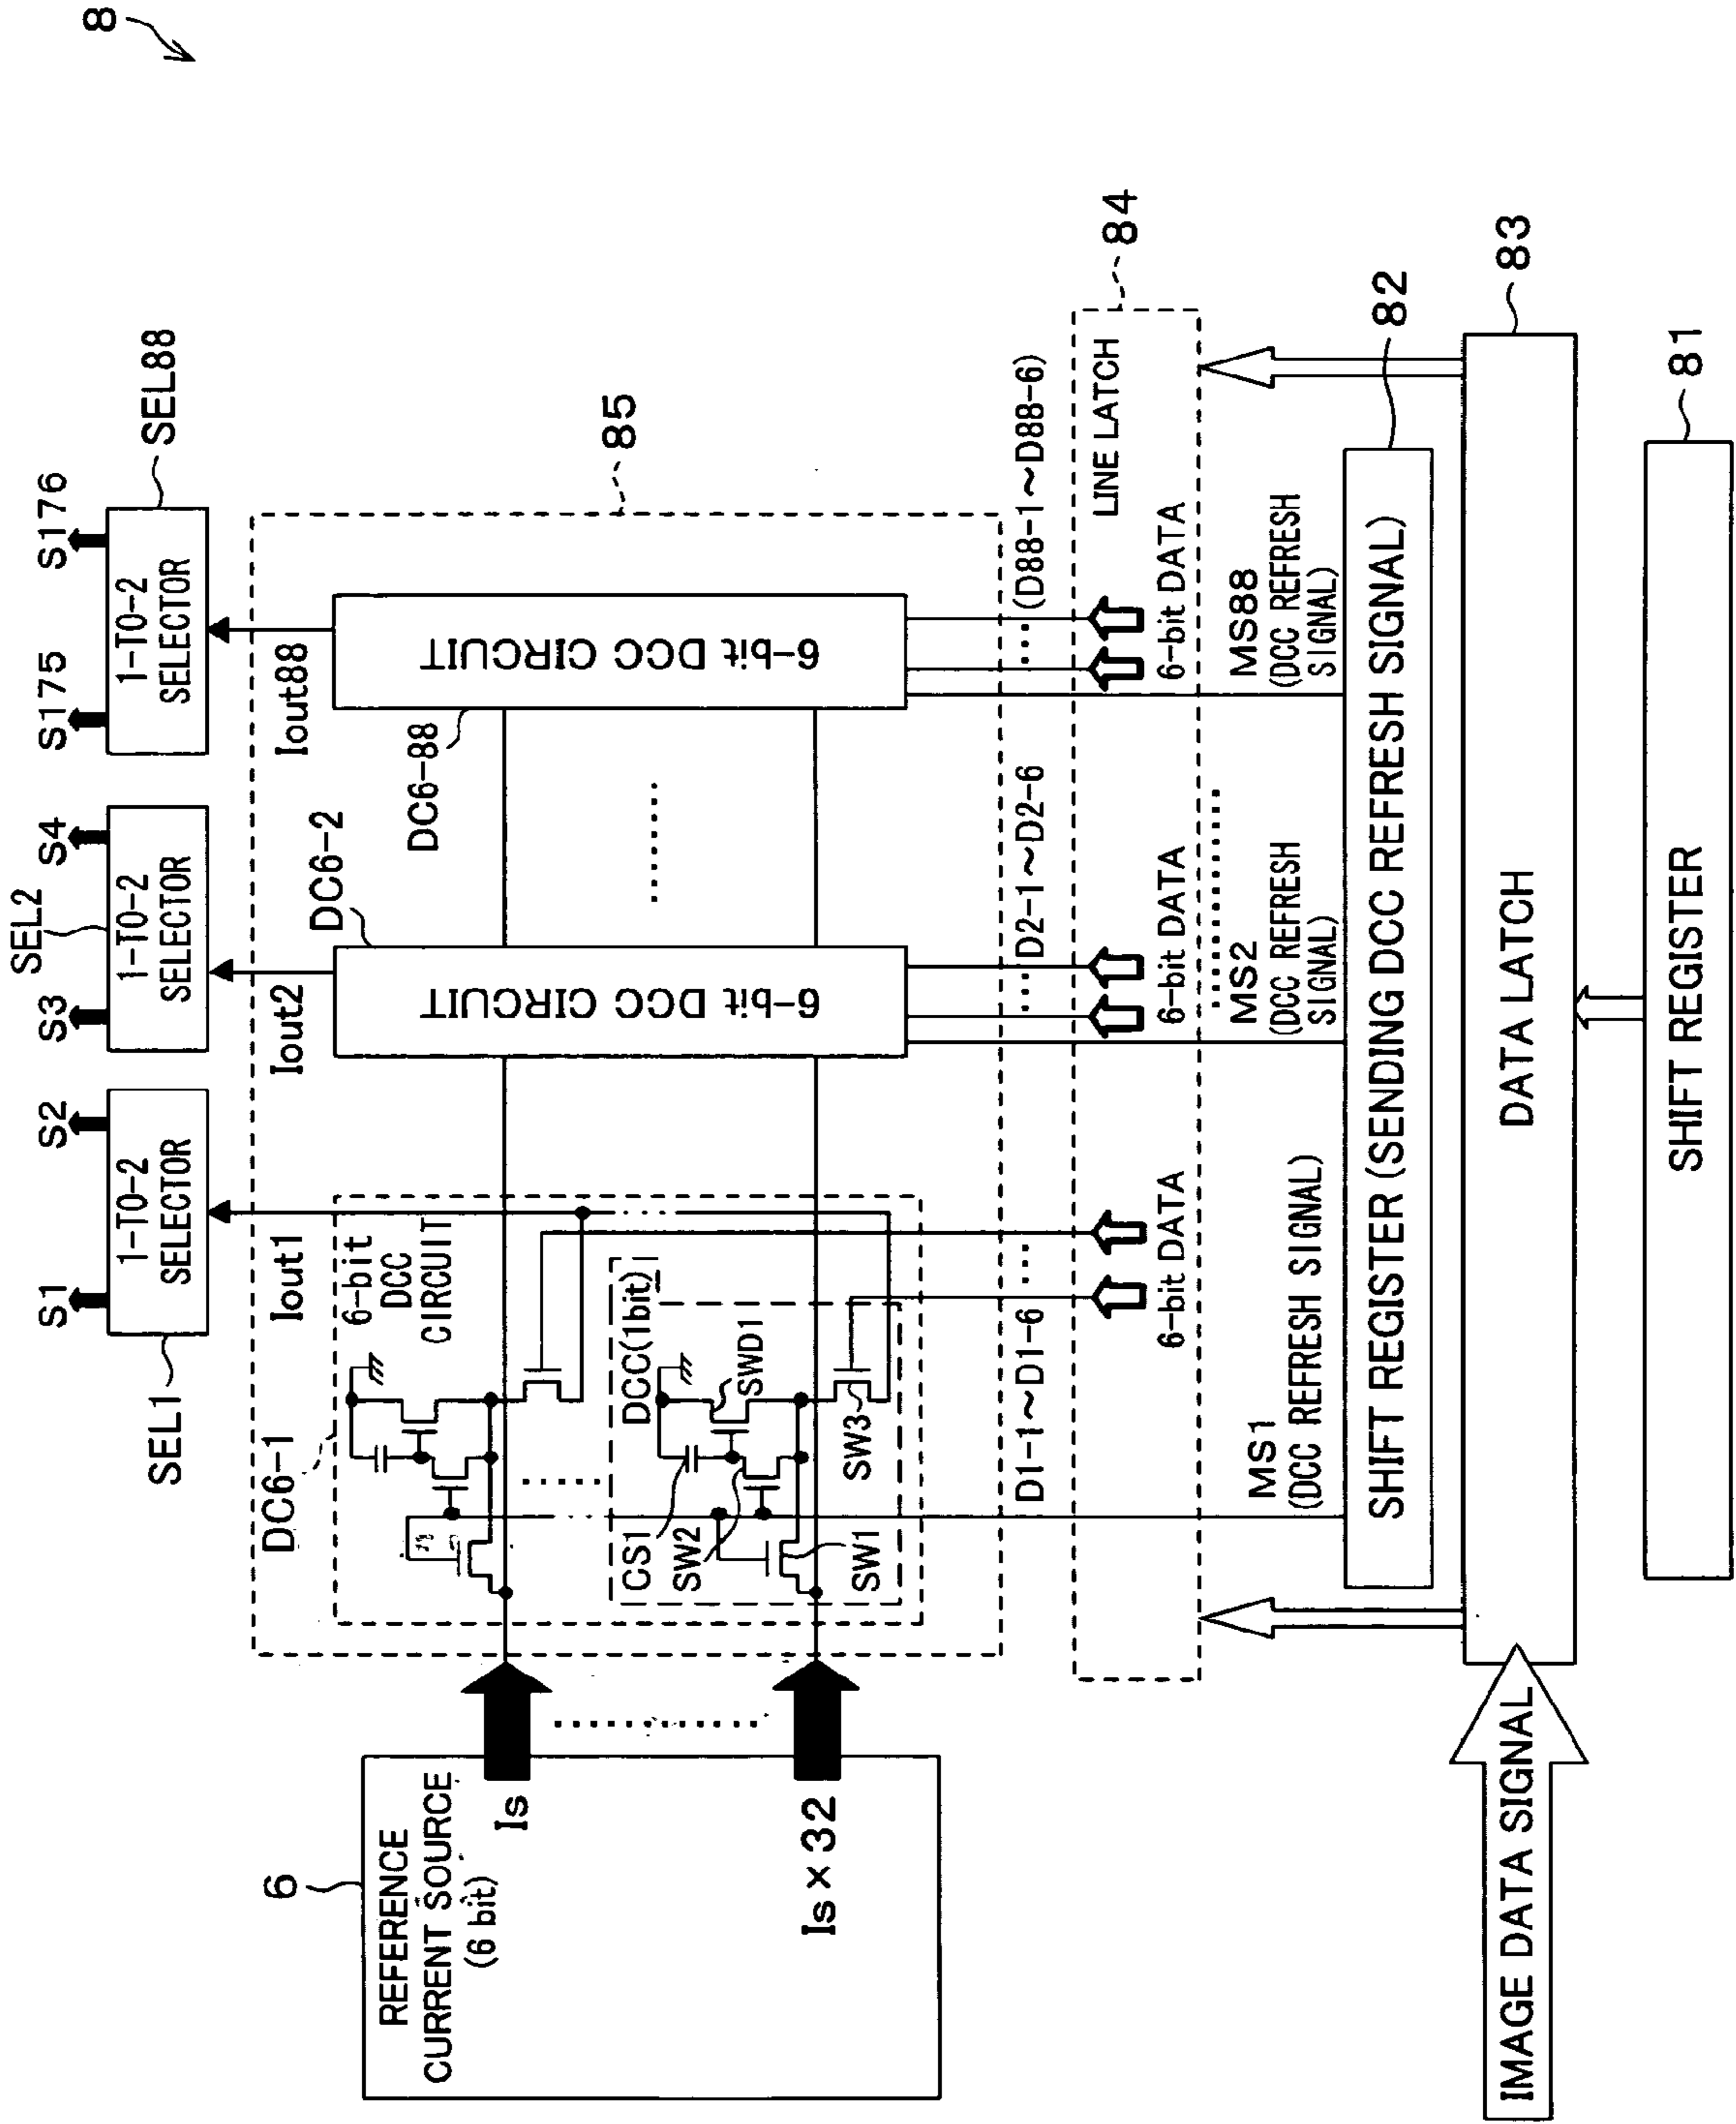 8
S1
S2
S3
SEL2
S4
S175
S176
1-TO-2
SELECTOR
1-TO-2
SELECTOR
1-TO-2
SELECTOR
SEL1
SEL88
Iout1
Iout2
Iout88
DC6-1
6-bit
DCC
CIRCUIT
DC6-2
6-bit DCC CIRCUIT
DC6-88
6-bit DCC CIRCUIT
85
DCC(1bit)
CS1
SW2
SWD1
SW1
SW3
6
REFERENCE
CURRENT SOURCE
(6 bit)
Is
Is×32
D1-1~D1-6
D2-1~D2-6
(D88-1~D88-6)
84
LINE LATCH
6-bit DATA
6-bit DATA
6-bit DATA
MS1
(DCC REFRESH SIGNAL)
MS2
(DCC REFRESH
SIGNAL)
MS88
(DCC REFRESH
SIGNAL)
82
SHIFT REGISTER (SENDING DCC REFRESH SIGNAL)
83
DATA LATCH
IMAGE DATA SIGNAL
81
SHIFT REGISTER